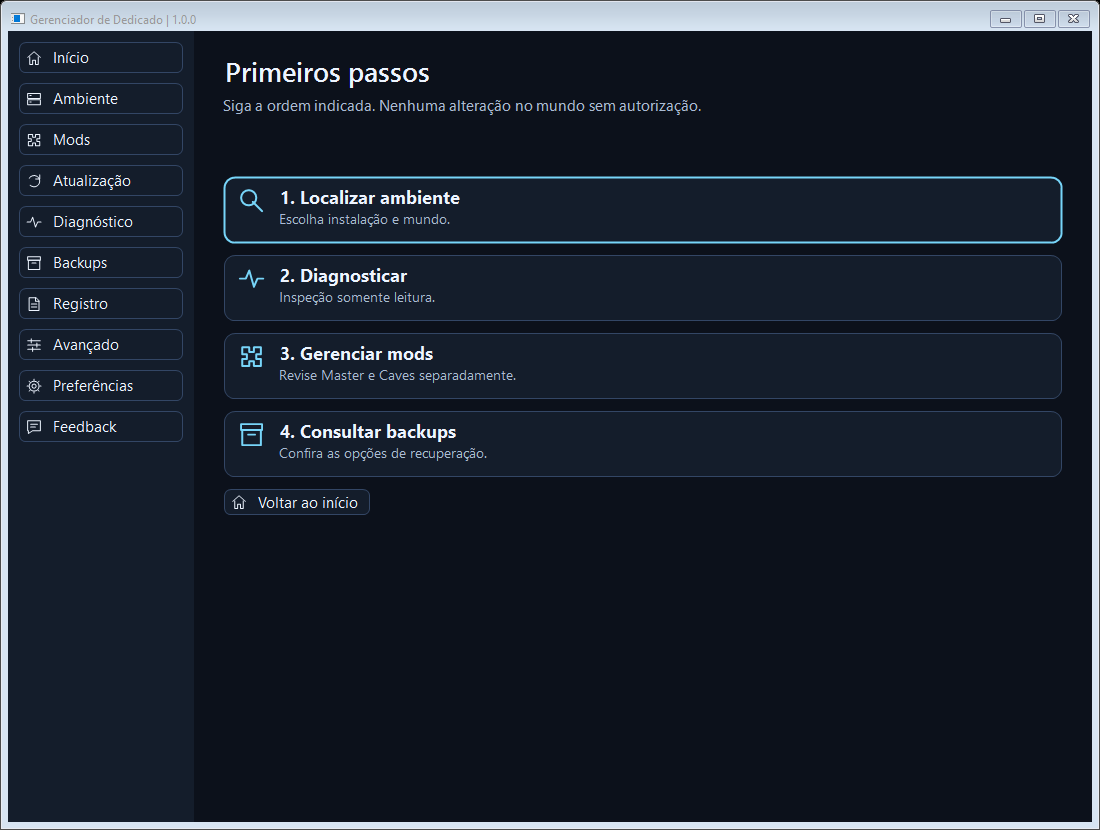 Gerenciador de Dedicado | 1.0.0
Início
Ambiente
Mods
Atualização
Diagnóstico
Backups
Registro
Avançado
Preferências
Feedback
Primeiros passos
Siga a ordem indicada. Nenhuma alteração no mundo sem autorização.
1. Localizar ambiente
Escolha instalação e mundo.
2. Diagnosticar
Inspeção somente leitura.
3. Gerenciar mods
Revise Master e Caves separadamente.
4. Consultar backups
Confira as opções de recuperação.
Voltar ao início